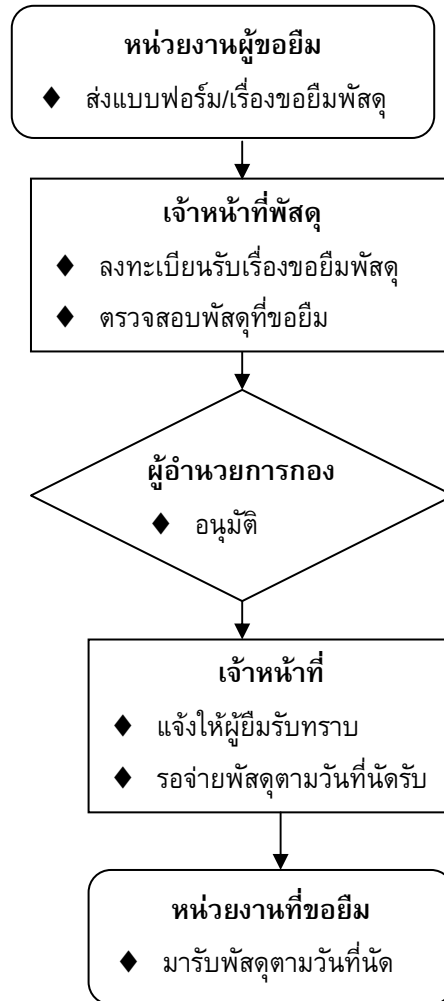 หน่วยงานผู้ขอยืม
♦ ส่งแบบฟอร์ม/เรื่องขอยืมพัสดุ
เจ้าหน้าที่พัสดุ
♦ ลงทะเบียนรับเรื่องขอยืมพัสดุ
♦ ตรวจสอบพัสดุที่ขอยืม
ผู้อำนวยการกอง
♦ อนุมัติ
เจ้าหน้าที่
♦ แจ้งให้ผู้ยืมรับทราบ
♦ รอจ่ายพัสดุตามวันที่นัดรับ
หน่วยงานที่ขอยืม
♦ มารับพัสดุตามวันที่นัด